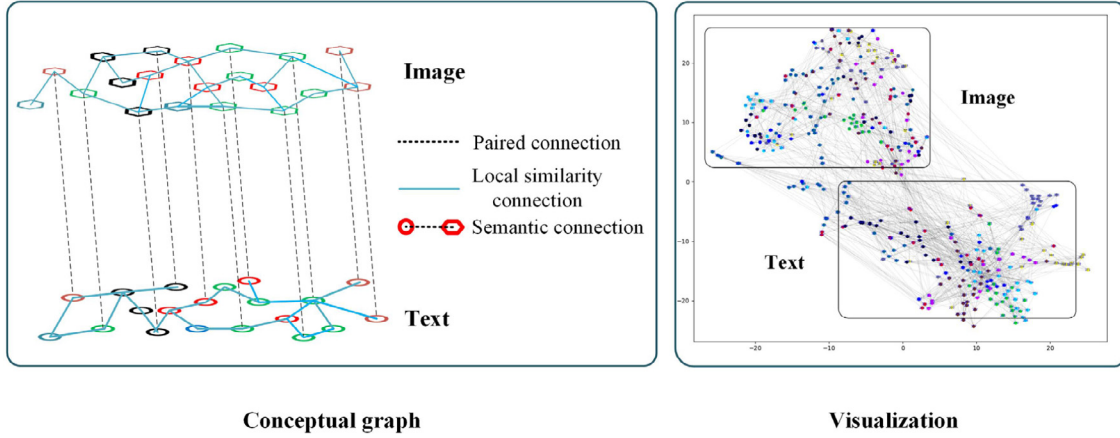 Image
Paired connection
Local similarity
connection
Semantic connection
Text
Image
Text
20
10
0
−10
−20
−20
−10
0
10
20
Conceptual graph
Visualization